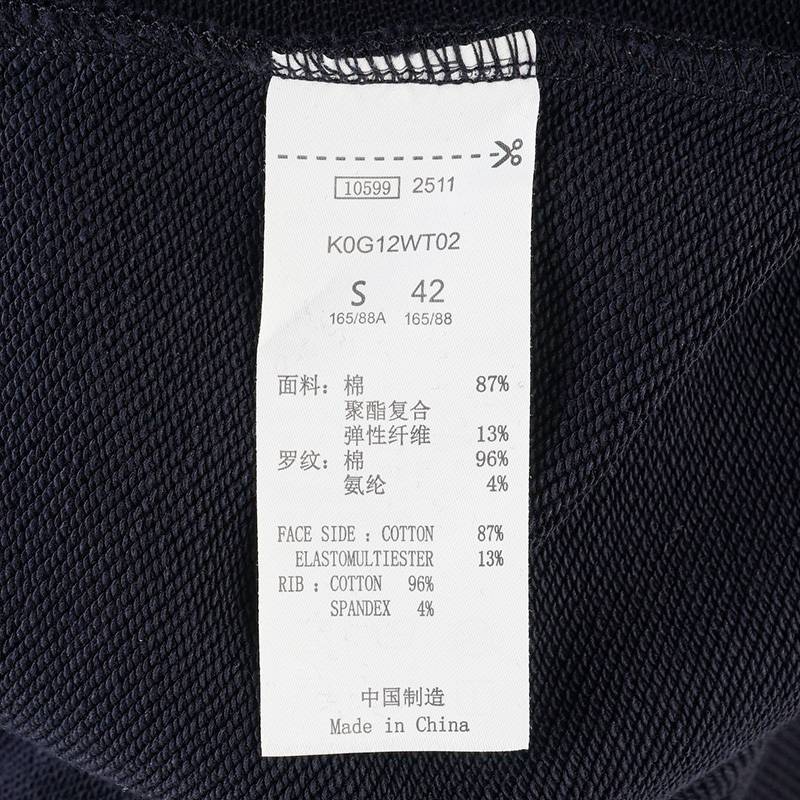 10599 2511
K0G12WT02
S 42
165/88A 165/88
面料：棉 87%
聚酯复合
弹性纤维 13%
罗纹：棉 96%
氨纶 4%
FACE SIDE : COTTON 87%
ELASTOMULTIESTER 13%
RIB : COTTON 96%
SPANDEX 4%
中国制造
Made in China